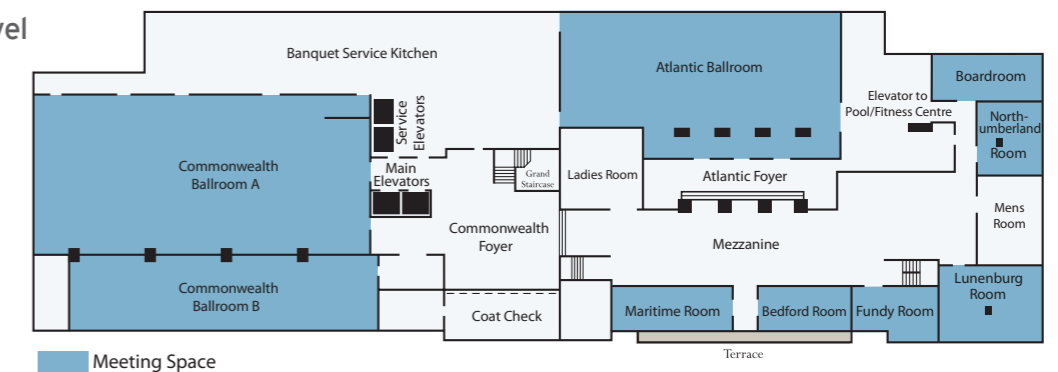 vel
Banquet Service Kitchen
Atlantic Ballroom
Boardroom
Elevator to
Pool/Fitness Centre
North-
umberland
Room
Service
Elevators
Commonwealth
Ballroom A
Main
Elevators
Grand
Staircase
Ladies Room
Atlantic Foyer
Mens
Room
Commonwealth
Foyer
Mezzanine
Commonwealth
Ballroom B
Coat Check
Maritime Room
Bedford Room
Fundy Room
Lunenburg
Room
Terrace
Meeting Space